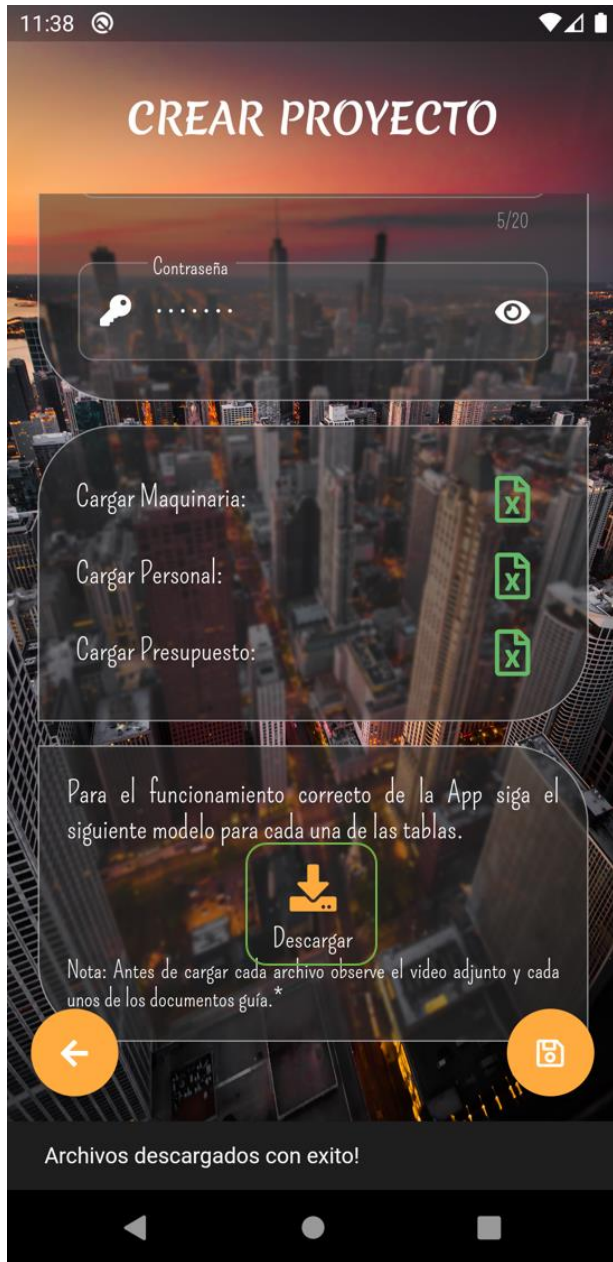 11:38
CREAR PROYECTO
5/20
Contraseña
Cargar Maquinaria:
Cargar Personal:
Cargar Presupuesto:
Para el funcionamiento correcto de la App siga el
siguiente modelo para cada una de las tablas.
Descargar
Nota: Antes de cargar cada archivo observe el video adjunto y cada
unos de los documentos guía.*
Archivos descargados con exito!